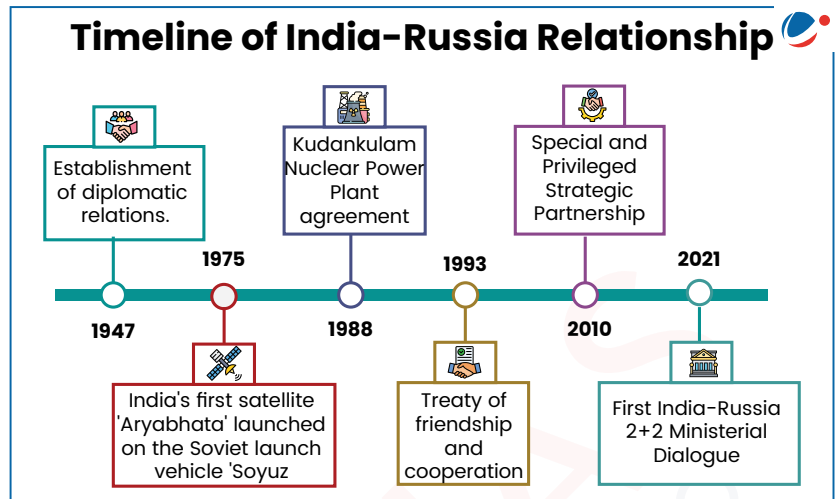 Timeline of India-Russia Relationship
Establishment
of diplomatic
relations.
1947
1975
India's first satellite
'Aryabhata' launched
on the Soviet launch
vehicle 'Soyuz
Kudankulam
Nuclear Power
Plant
agreement
1988
1993
Treaty of
friendship
and
cooperation
Special and
Privileged
Strategic
Partnership
2010
2021
First India-Russia
2+2 Ministerial
Dialogue